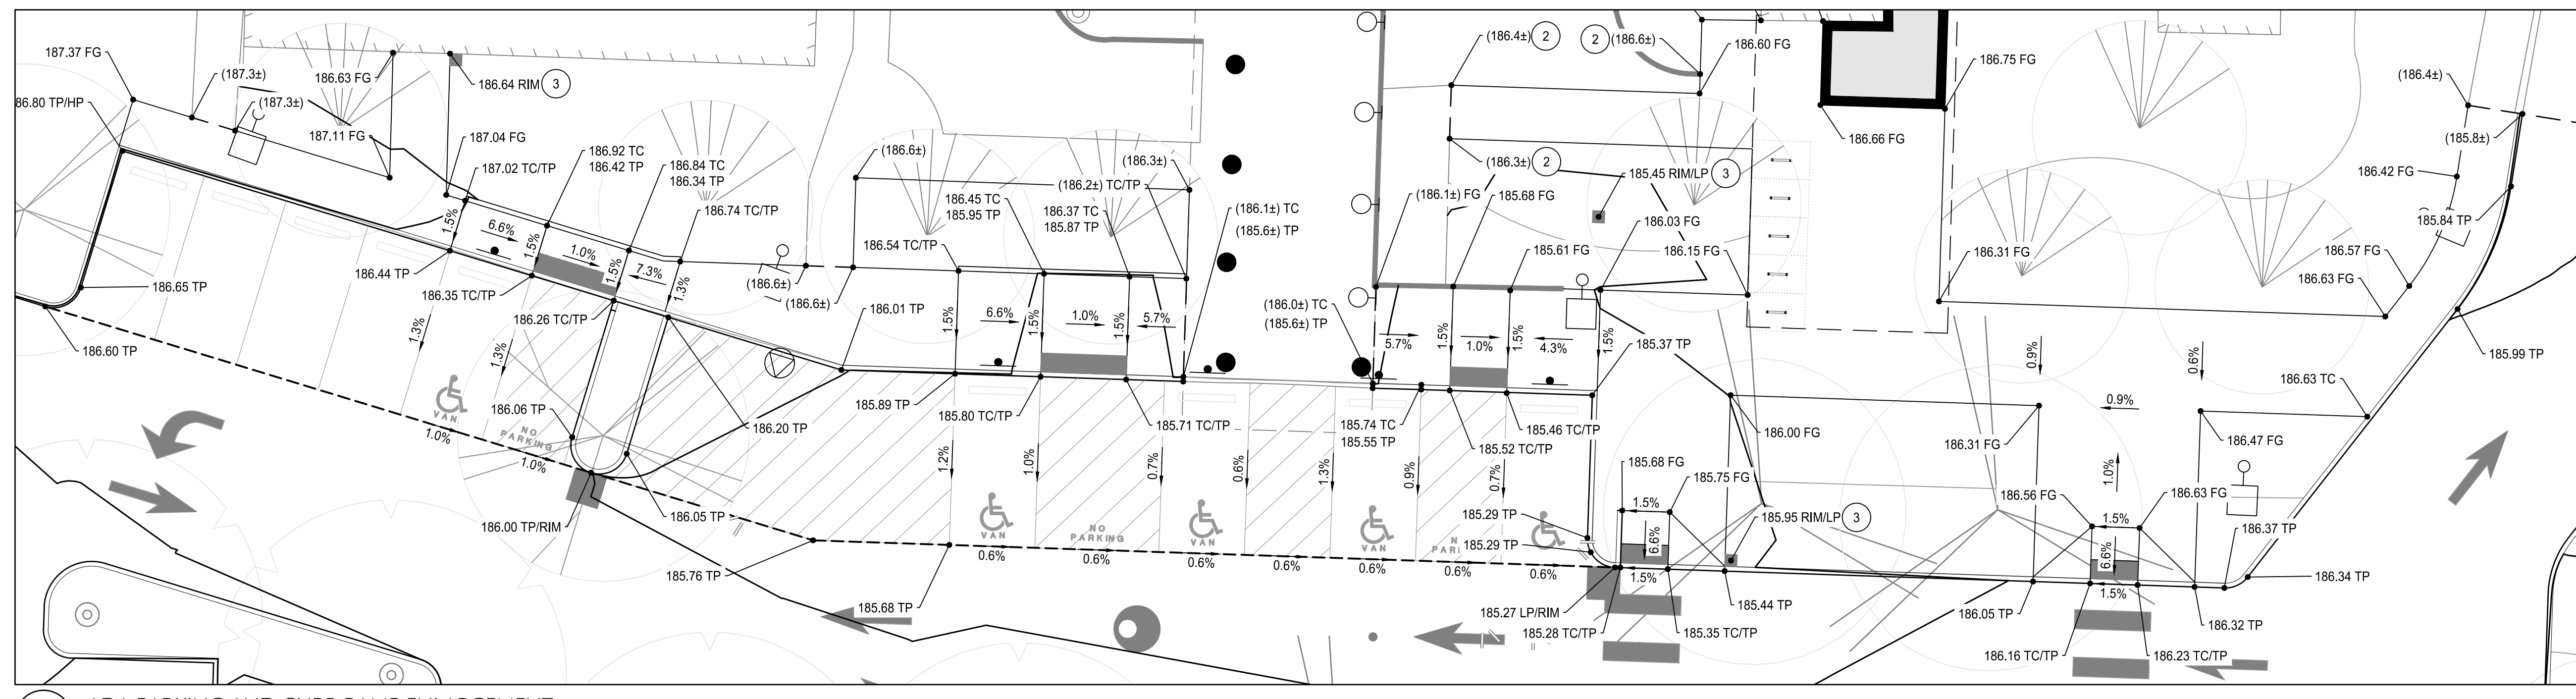 187.37 FG
(187.3±)
186.63 FG
186.64 RIM 3
86.80 TP/HP
(187.3±)
187.11 FG
187.04 FG
187.02 TC/TP
186.92 TC
186.42 TP
186.84 TC
186.34 TP
186.74 TC/TP
1.5%
6.6%
1.5%
1.0%
1.5%
7.3%
1.3%
186.44 TP
186.35 TC/TP
186.26 TC/TP
186.65 TP
186.60 TP
1.3%
1.3%
VAN
NO
PARKING
1.0%
1.0%
186.06 TP
186.20 TP
186.05 TP
186.00 TP/RIM
(186.6±)
(186.6±)
(186.6±)
186.01 TP
(186.3±)
(186.2±) TC/TP
186.45 TC
185.95 TP
186.37 TC
185.87 TP
186.54 TC/TP
(186.1±) TC
(185.6±) TP
1.5%
6.6%
1.5%
1.0%
1.5%
5.7%
185.89 TP
185.80 TC/TP
185.71 TC/TP
1.2%
1.0%
0.7%
0.6%
1.3%
0.9%
0.7%
VAN
NO
PARKING
VAN
VAN
N
PARI
0.6%
0.6%
0.6%
0.6%
0.6%
0.6%
0.6%
185.76 TP
185.68 TP
(186.4±) 2
2 (186.6±)
186.60 FG
186.75 FG
186.66 FG
(186.3±) 2
185.45 RIM/LP 3
(186.1±) FG
185.68 FG
186.03 FG
185.61 FG
186.15 FG
(186.0±) TC
(185.6±) TP
5.7%
1.5%
1.0%
1.5%
4.3%
1.5%
185.37 TP
185.74 TC
185.55 TP
185.46 TC/TP
185.52 TC/TP
186.00 FG
185.68 FG
185.75 FG
1.5%
185.29 TP
185.29 TP
6.6%
185.95 RIM/LP 3
1.5%
185.27 LP/RIM
185.28 TC/TP
185.35 TC/TP
185.44 TP
(186.4±)
(185.8±)
186.42 FG
185.84 TP
186.31 FG
186.57 FG
186.63 FG
185.99 TP
0.9%
0.6%
186.63 TC
0.9%
186.31 FG
186.47 FG
1.0%
186.56 FG
186.63 FG
1.5%
186.37 TP
6.6%
1.5%
186.34 TP
186.05 TP
186.32 TP
186.16 TC/TP
186.23 TC/TP